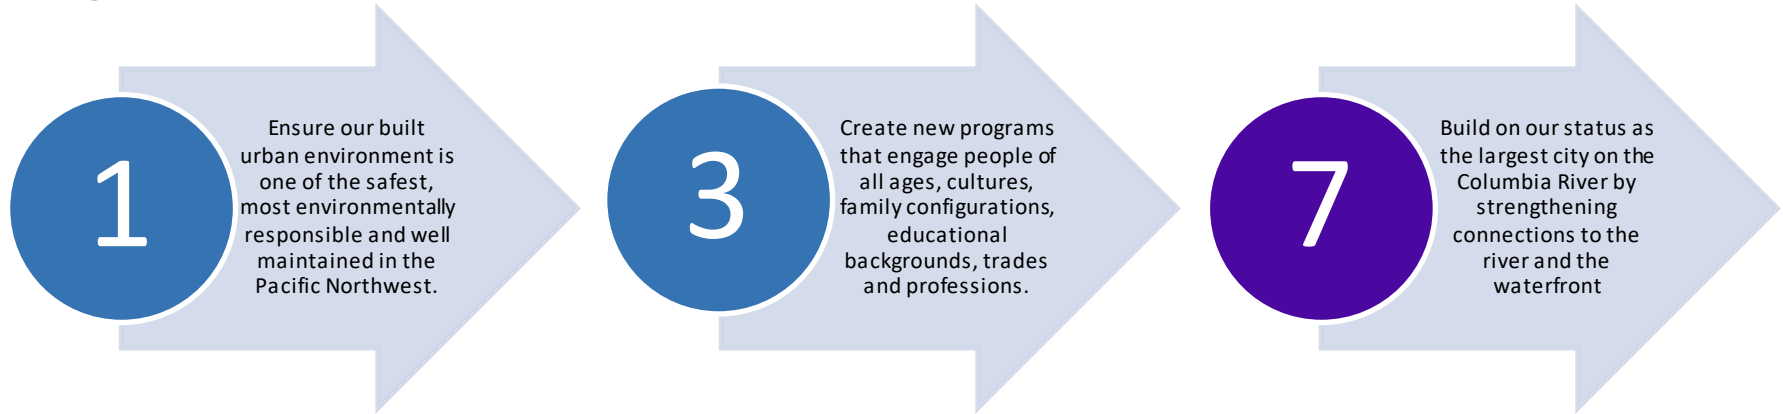 1
Ensure our built
urban environment is
one of the safest,
most environmentally
responsible and well
maintained in the
Pacific Northwest.
3
Create new programs
that engage people of
all ages, cultures,
family configurations,
educational
backgrounds, trades
and professions.
7
Build on our status as
the largest city on the
Columbia River by
strengthening
connections to the
river and the
waterfront